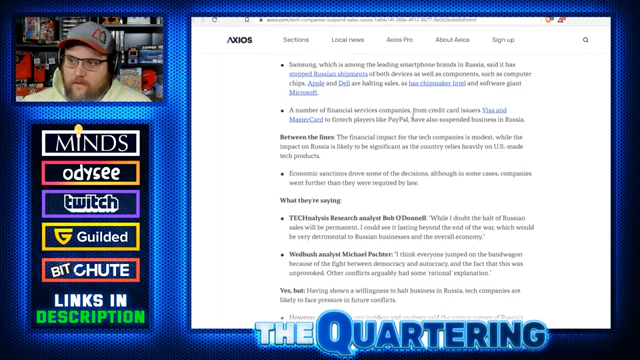 axios.com/tech-companies-suspend-sales-russia-
AXIOS
Sections
Local news
Axios Pro
About Axios
Sign up
Samsung, which is among the leading smartphone brands in Russia, said it has
stopped Russian shipments of both devices as well as components, such as computer
chips. Apple and Dell are halting sales, as has chipmaker Intel and software giant
Microsoft.
A number of financial services companies, from credit card issuers Visa and
MasterCard to fintech players like PayPal, have also suspended business in Russia.
Between the lines: The financial impact for the tech companies is modest, while the
impact on Russia is likely to be significant as the country relies heavily on U.S.-made
tech products.
Economic sanctions drove some of the decisions, although in some cases, companies
went further than they were required by law.
What they're saying:
TECHnalysis Research analyst Bob O'Donnell: "While I doubt the halt of Russian
sales will be permanent, I could see it lasting beyond the end of the war, which would
be very detrimental to Russian businesses and the overall economy."
Wedbush analyst Michael Pachter: "I think everyone jumped on the bandwagon
because of the fight between democracy and autocracy, and the fact that this was
unprovoked. Other conflicts arguably had some 'rational' explanation."
Yes, but: Having shown a willingness to halt business in Russia, tech companies are
likely to face pressure in future conflicts.
MINDS
odysee
twitch
Guilded
BITCHUTE
LINKS IN
DESCRIPTION
THE QUARTERING